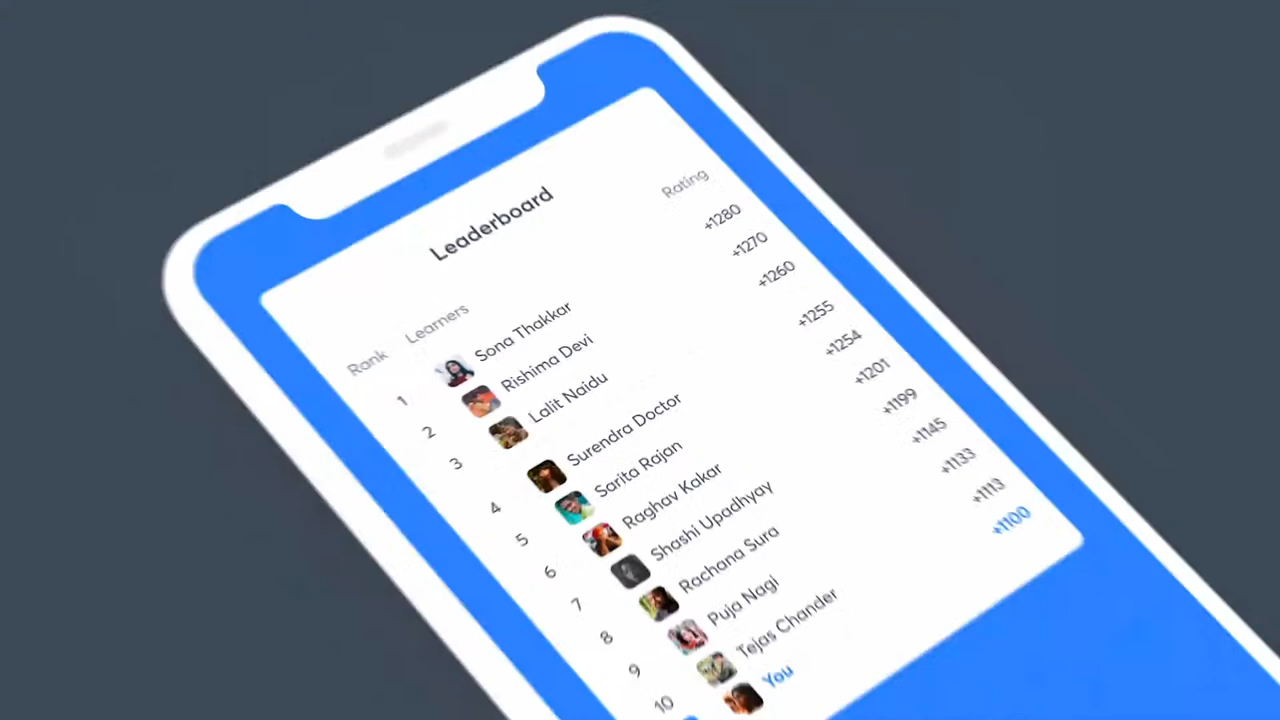 Leaderboard
Rank Learners Rating
1 Sona Thakkar +1280
2 Rishima Devi +1270
3 Lalit Naidu +1260
4 Surendra Doctor +1255
5 Sarita Rajan +1254
6 Raghav Kakar +1201
7 Shashi Upadhyay +1199
8 Rachana Sura +1145
9 Puja Nagi +1133
10 Tejas Chander +1113
You +1100